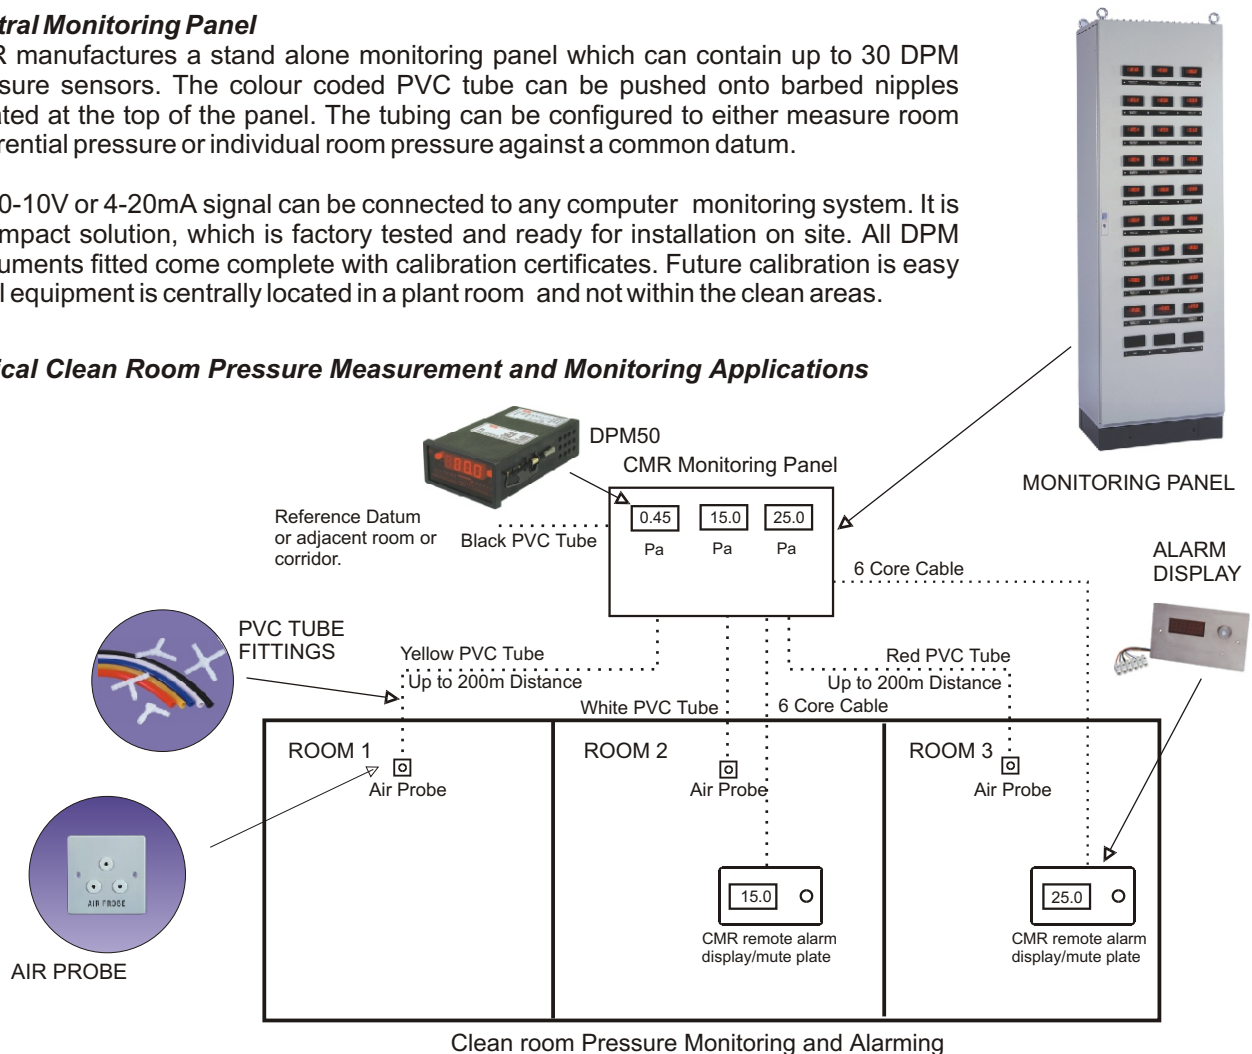 tral Monitoring Panel
R manufactures a stand alone monitoring panel which can contain up to 30 DPM
sure sensors. The colour coded PVC tube can be pushed onto barbed nipples
ated at the top of the panel. The tubing can be configured to either measure room
erential pressure or individual room pressure against a common datum.
0-10V or 4-20mA signal can be connected to any computer monitoring system. It is
mpact solution, which is factory tested and ready for installation on site. All DPM
uments fitted come complete with calibration certificates. Future calibration is easy
l equipment is centrally located in a plant room and not within the clean areas.
ical Clean Room Pressure Measurement and Monitoring Applications
DPM50
CMR Monitoring Panel
MONITORING PANEL
0.45 15.0 25.0
Pa Pa Pa
Reference Datum
or adjacent room or
corridor.
Black PVC Tube
6 Core Cable
ALARM
DISPLAY
PVC TUBE
FITTINGS
Yellow PVC Tube
Up to 200m Distance
Red PVC Tube
Up to 200m Distance
White PVC Tube
6 Core Cable
ROOM 1
ROOM 2
ROOM 3
Air Probe
Air Probe
Air Probe
AIR PROBE
AIR PROBE
15.0
CMR remote alarm
display/mute plate
25.0
CMR remote alarm
display/mute plate
Clean room Pressure Monitoring and Alarming